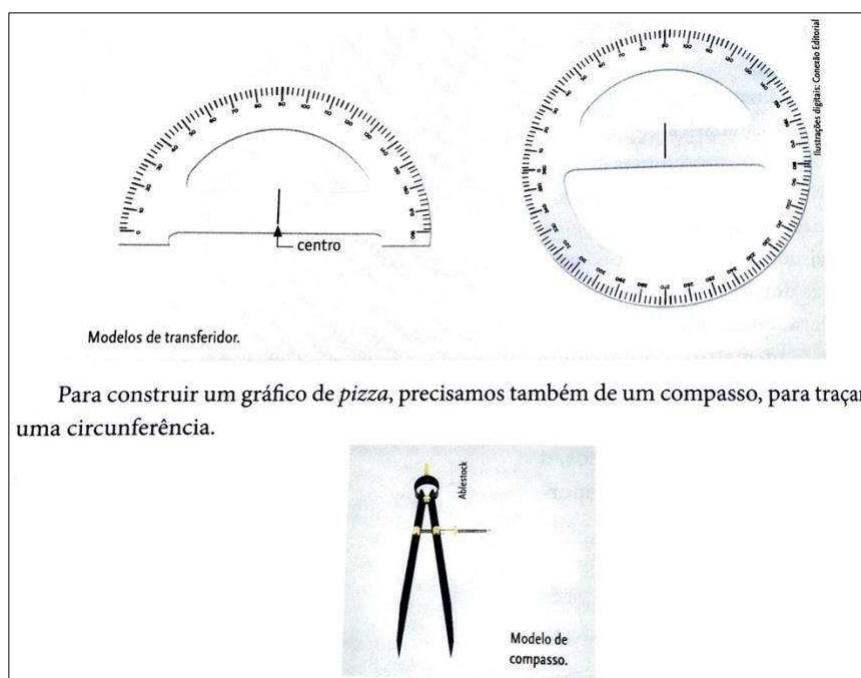 Ilustrações digitais: Conexão Editorial
centro
Modelos de transferidor.
Para construir um gráfico de pizza, precisamos também de um compasso, para traçar
uma circunferência.
Ablestock
Modelo de
compasso.